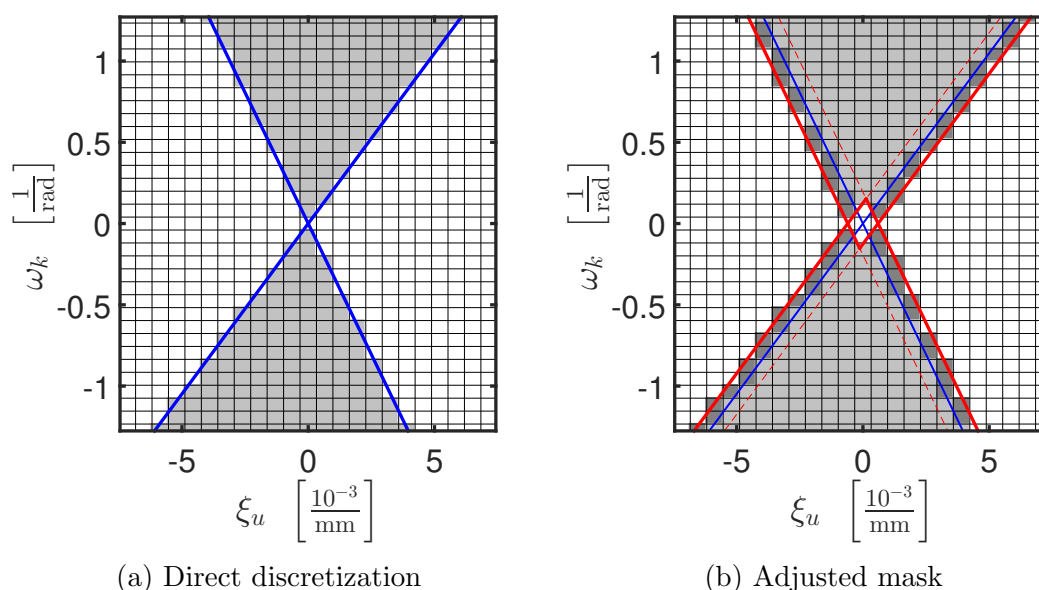 1
0.5
0
-0.5
-1
ω_k [1/rad]
-5 0 5
ξ_u [10^{-3}/mm]
(a) Direct discretization
1
0.5
0
-0.5
-1
ω_k [1/rad]
-5 0 5
ξ_u [10^{-3}/mm]
(b) Adjusted mask